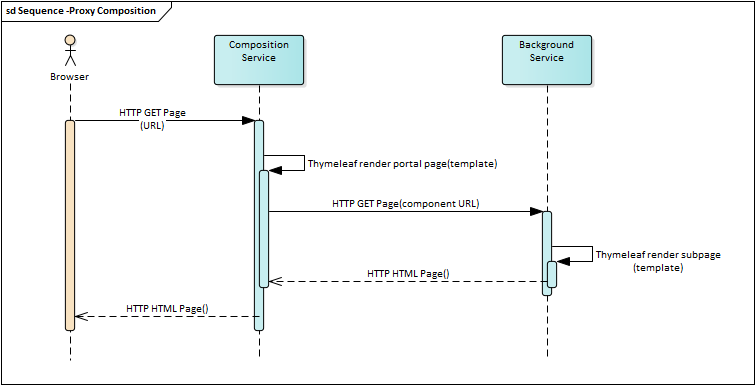 sd Sequence -Proxy Composition
Browser
Composition
Service
Background
Service
HTTP GET Page
(URL)
Thymeleaf render portal page(template)
HTTP GET Page(component URL)
Thymeleaf render subpage
(template)
HTTP HTML Page()
HTTP HTML Page()